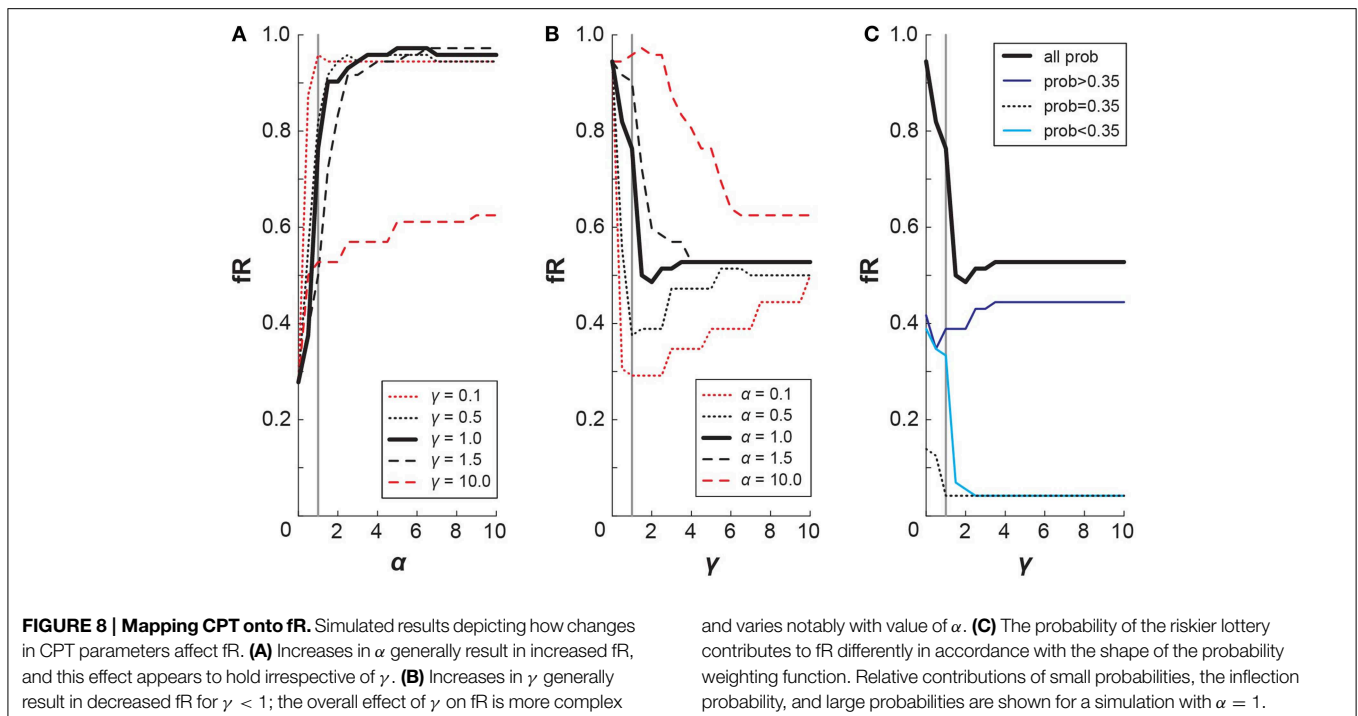 A
1.0
0.8
0.6
0.4
0.2
fR
γ = 0.1
γ = 0.5
γ = 1.0
γ = 1.5
γ = 10.0
0 2 4 6 8 10
α
B
fR
α = 0.1
α = 0.5
α = 1.0
α = 1.5
α = 10.0
1.0
0.8
0.6
0.4
0.2
0 2 4 6 8 10
γ
C
1.0
0.8
0.6
0.4
0.2
fR
all prob
prob>0.35
prob=0.35
prob<0.35
0 2 4 6 8 10
γ
FIGURE 8 | Mapping CPT onto fR. Simulated results depicting how changes
in CPT parameters affect fR. (A) Increases in α generally result in increased fR,
and this effect appears to hold irrespective of γ. (B) Increases in γ generally
result in decreased fR for γ < 1; the overall effect of γ on fR is more complex
and varies notably with value of α. (C) The probability of the riskier lottery
contributes to fR differently in accordance with the shape of the probability
weighting function. Relative contributions of small probabilities, the inflection
probability, and large probabilities are shown for a simulation with α = 1.